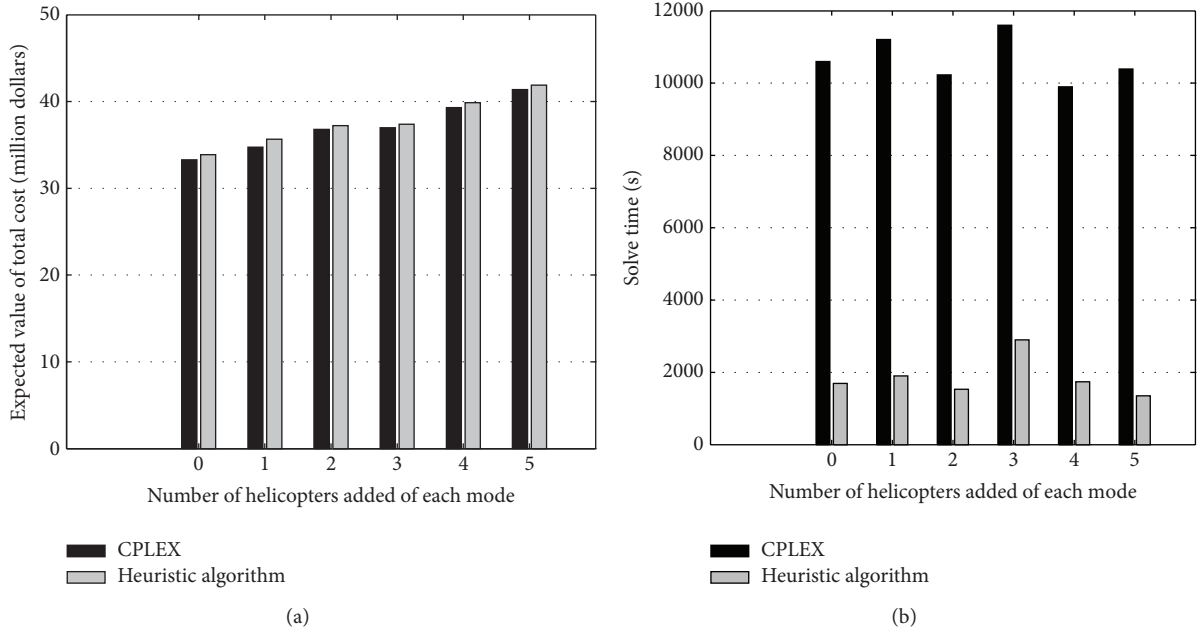 Expected value of total cost (million dollars)
50
40
30
20
10
0
0 1 2 3 4 5
Number of helicopters added of each mode
CPLEX
Heuristic algorithm
(a)
Solve time (s)
12000
10000
8000
6000
4000
2000
0
0 1 2 3 4 5
Number of helicopters added of each mode
CPLEX
Heuristic algorithm
(b)